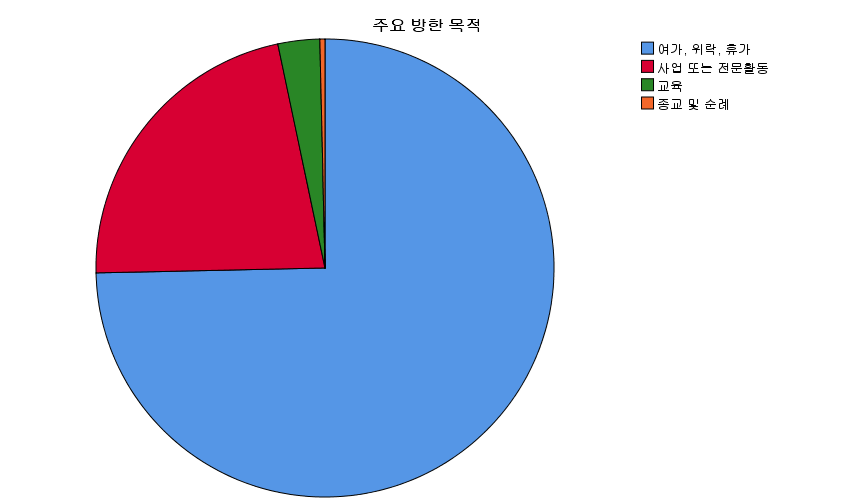 주요 방한 목적
여가, 위락, 휴가
사업 또는 전문활동
교육
종교 및 순례